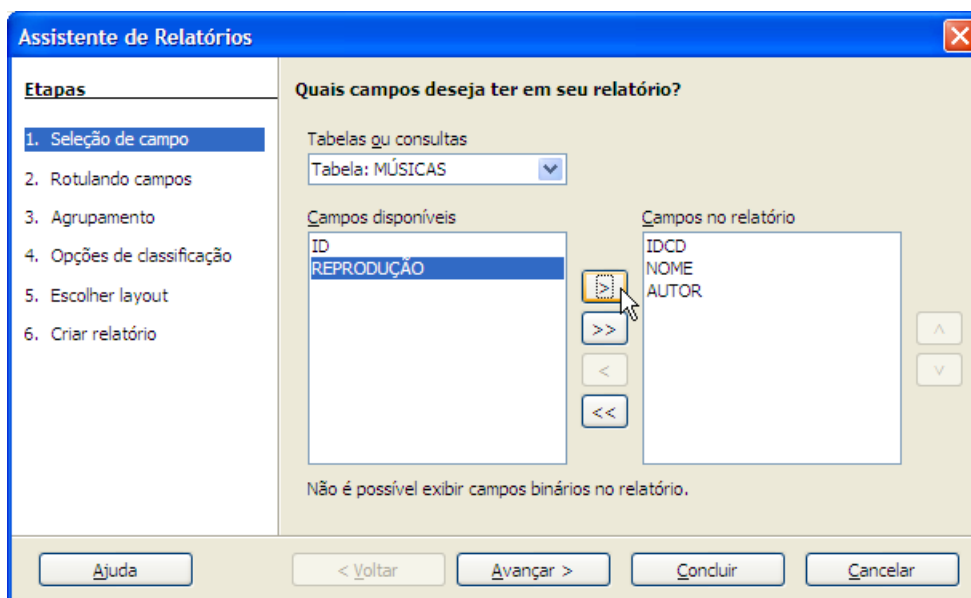 Assistente de Relatórios
Etapas
1. Seleção de campo
2. Rotulando campos
3. Agrupamento
4. Opções de classificação
5. Escolher layout
6. Criar relatório
Quais campos deseja ter em seu relatório?
Tabelas ou consultas
Tabela: MÚSICAS
Campos disponíveis
ID
REPRODUÇÃO
>
>>
<
<<
Campos no relatório
IDCD
NOME
AUTOR
Não é possível exibir campos binários no relatório.
Ajuda
< Voltar
Avançar >
Concluir
Cancelar